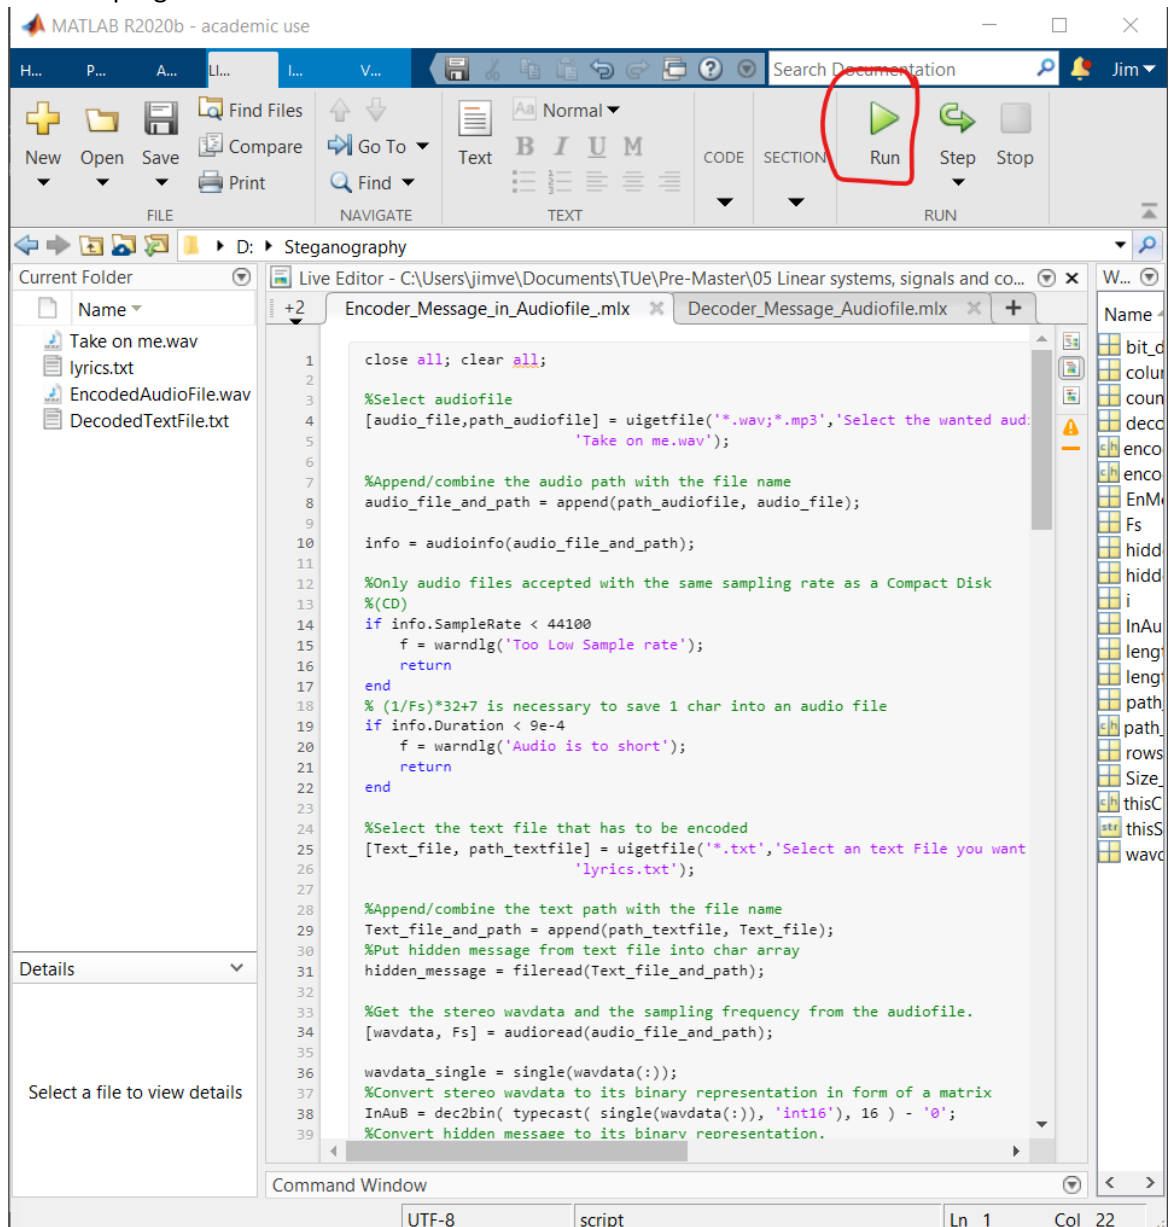 MATLAB R2020b - academic use
H... P... A... LI... I... V... Search Documentation Jim
Find Files Normal
New Open Save Compare Go To Text B I U M CODE SECTION Run Step Stop
Print Find
FILE NAVIGATE TEXT RUN
D: Steganography
Current Folder
Name
Take on me.wav
lyrics.txt
EncodedAudioFile.wav
DecodedTextFile.txt
Details
Select a file to view details
Live Editor - C:\Users\jimve\Documents\TUe\Pre-Master\05 Linear systems, signals and co...
+2 Encoder_Message_in_Audiofile_.mlx Decoder_Message_Audiofile.mlx +
1 close all; clear all;
2
3 %Select audiofile
4 [audio_file,path_audiofile] = uigetfile('*.wav;*.mp3','Select the wanted aud:
5 'Take on me.wav');
6
7 %Append/combine the audio path with the file name
8 audio_file_and_path = append(path_audiofile, audio_file);
9
10 info = audioinfo(audio_file_and_path);
11
12 %Only audio files accepted with the same sampling rate as a Compact Disk
13 %(CD)
14 if info.SampleRate < 44100
15 f = warndlg('Too Low Sample rate');
16 return
17 end
18 % (1/Fs)*32+7 is necessary to save 1 char into an audio file
19 if info.Duration < 9e-4
20 f = warndlg('Audio is to short');
21 return
22 end
23
24 %Select the text file that has to be encoded
25 [Text_file, path_textfile] = uigetfile('*.txt','Select an text File you want
26 'lyrics.txt');
27
28 %Append/combine the text path with the file name
29 Text_file_and_path = append(path_textfile, Text_file);
30 %Put hidden message from text file into char array
31 hidden_message = fileread(Text_file_and_path);
32
33 %Get the stereo wavdata and the sampling frequency from the audiofile.
34 [wavdata, Fs] = audioread(audio_file_and_path);
35
36 wavdata_single = single(wavdata(:));
37 %Convert stereo wavdata to its binary representation in form of a matrix
38 InAuB = dec2bin( typecast( single(wavdata(:)), 'int16'), 16 ) - '0';
39 %Convert hidden message to its binary representation.
Command Window
W...
Name
bit_d
colur
coun
deco
enco
enco
EnM
Fs
hidd
hidd
i
InAu
leng
leng
path_
path_
rows
Size_
thisC
thisS
wavc
UTF-8 script Ln 1 Col 22